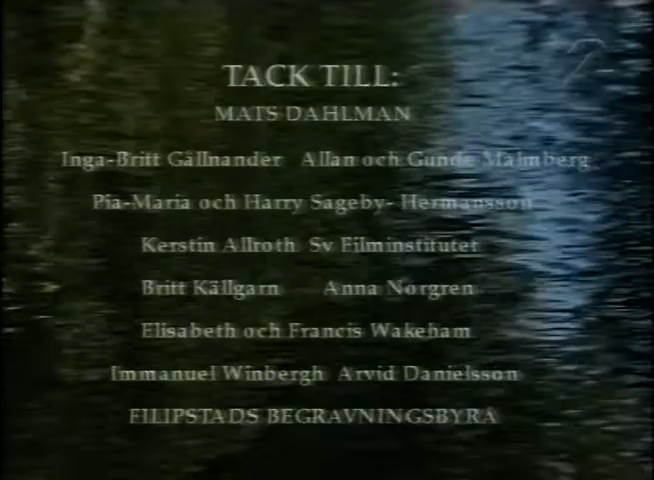 TACK TILL:
MATS DAHLMAN
Inga-Britt Gällnander Allan och Gunde Malmberg
Pia-Maria och Harry Sageby- Hermansson
Kerstin Allroth Sv Filminstitutet
Britt Källgarn Anna Norgren
Elisabeth och Francis Wakeham
Immanuel Winbergh Arvid Danielsson
FILIPSTADS BEGRAVNINGSBYRÅ
2